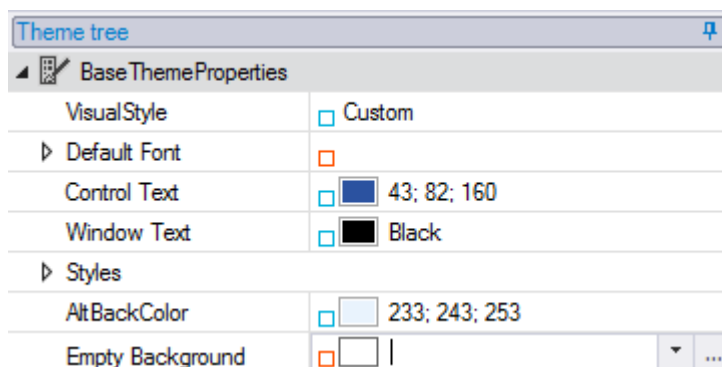 Theme tree
BaseThemeProperties
VisualStyle Custom
Default Font
Control Text 43; 82; 160
Window Text Black
Styles
AltBackColor 233; 243; 253
Empty Background
...